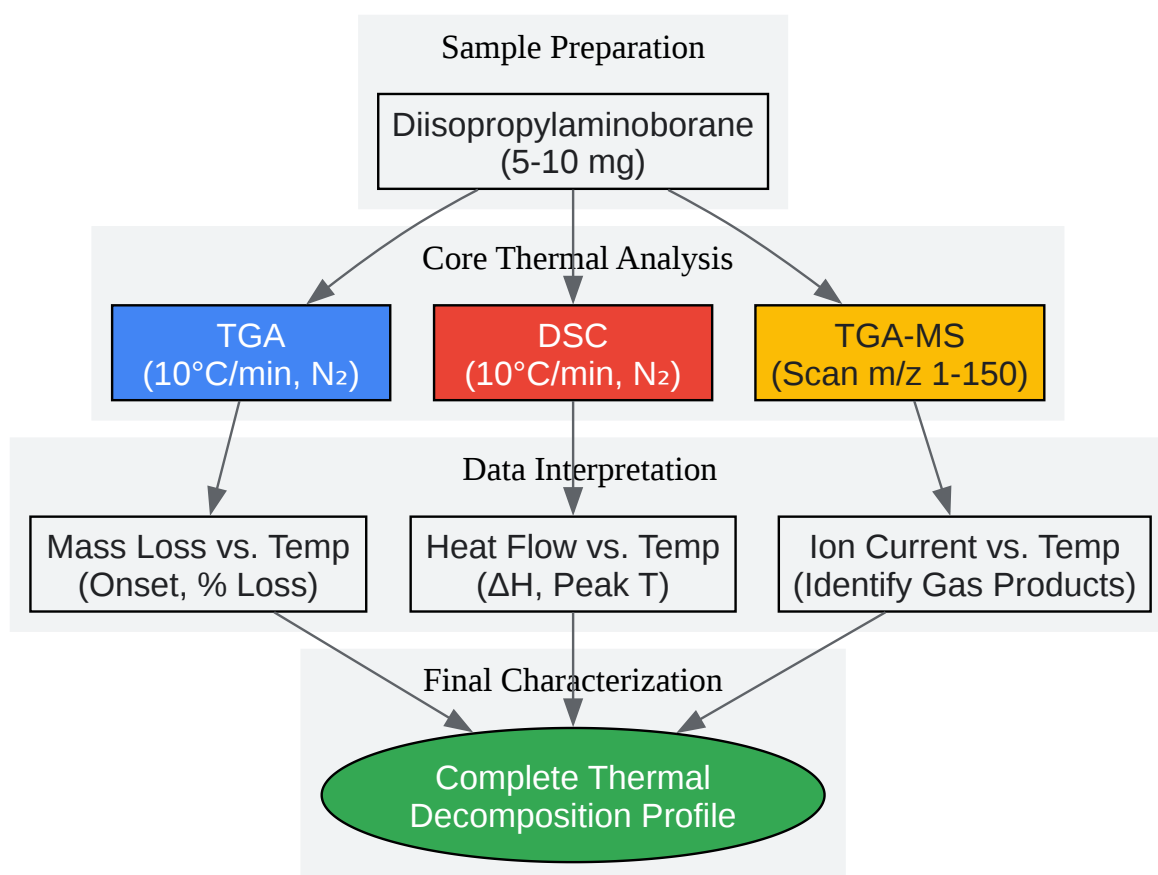 Sample Preparation
Diisopropylaminoborane
(5-10 mg)
Core Thermal Analysis
TGA
(10°C/min, N₂)
DSC
(10°C/min, N₂)
TGA-MS
(Scan m/z 1-150)
Data Interpretation
Mass Loss vs. Temp
(Onset, % Loss)
Heat Flow vs. Temp
(ΔH, Peak T)
Ion Current vs. Temp
(Identify Gas Products)
Final Characterization
Complete Thermal
Decomposition Profile